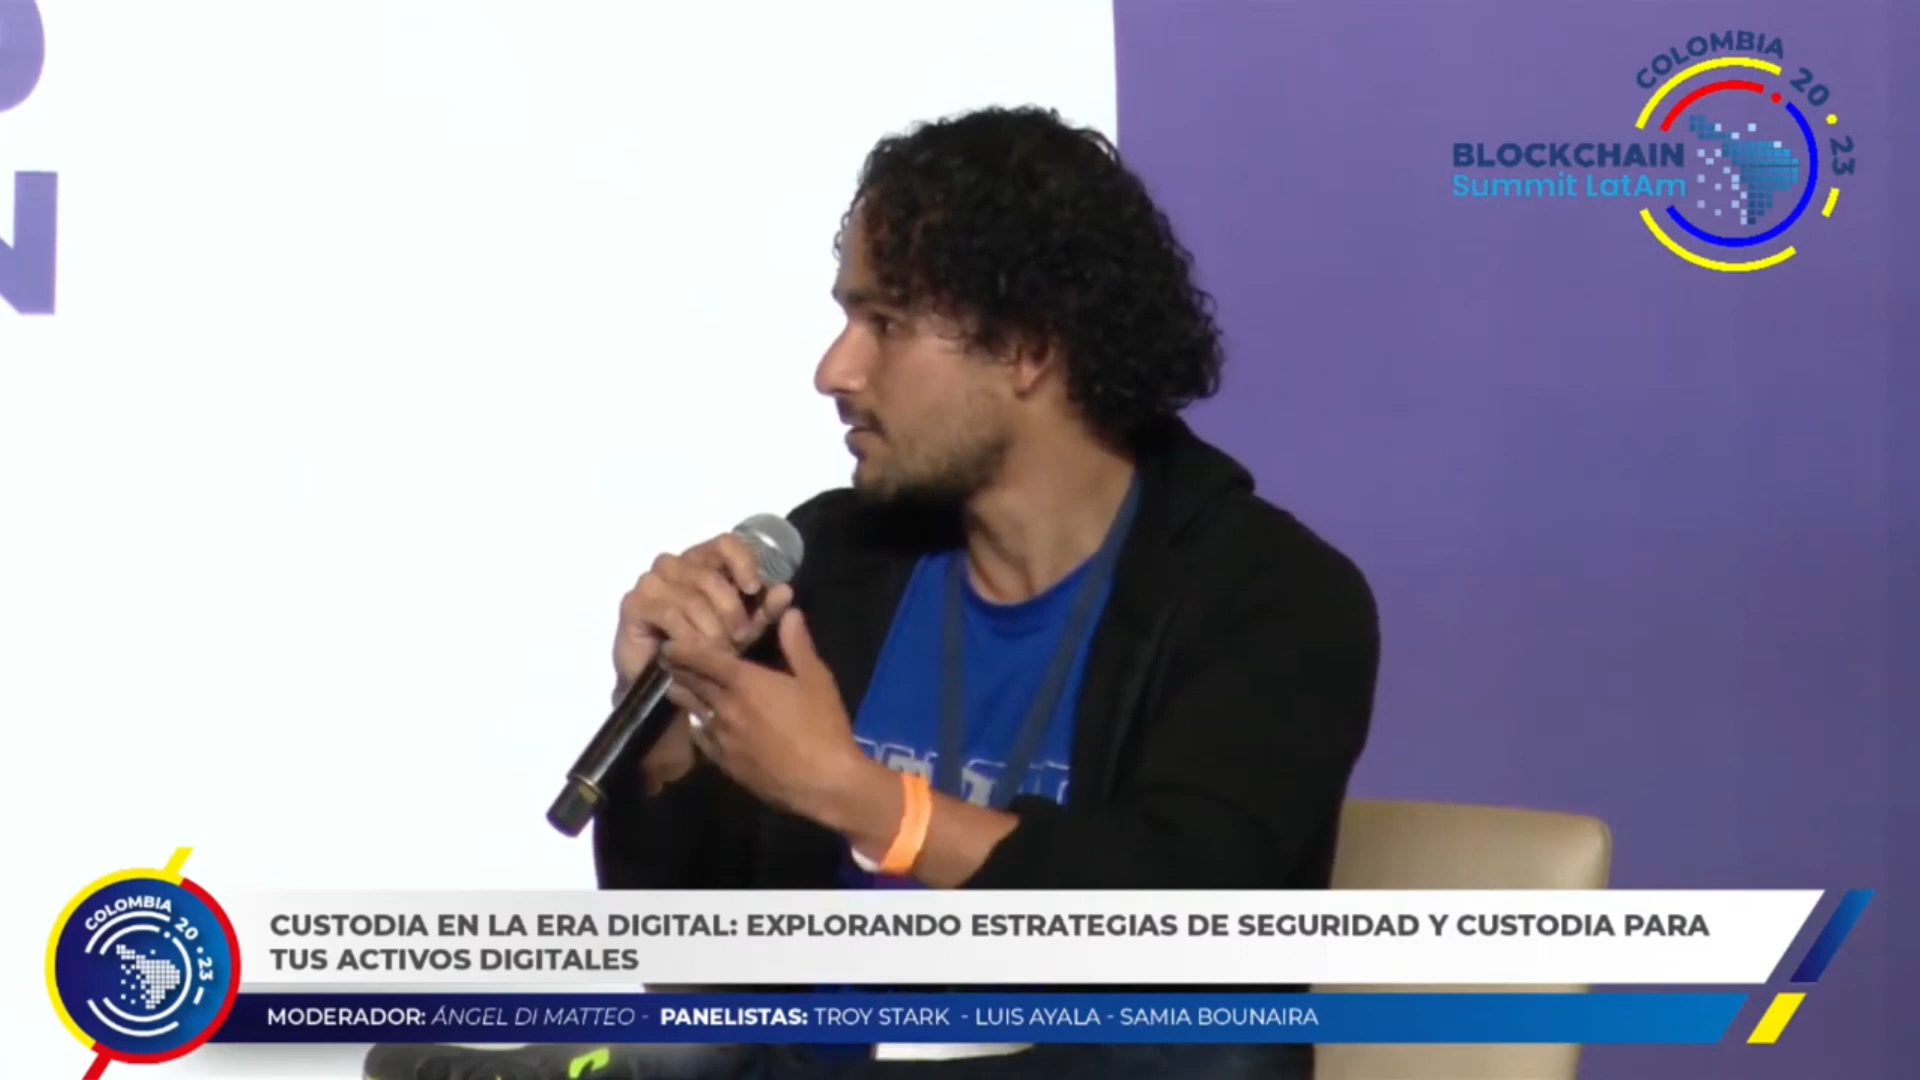 COLOMBIA 20·23
BLOCKCHAIN
Summit LatAm
CUSTODIA EN LA ERA DIGITAL: EXPLORANDO ESTRATEGIAS DE SEGURIDAD Y CUSTODIA PARA
TUS ACTIVOS DIGITALES
COLOMBIA 20·23
MODERADOR: ÁNGEL DI MATTEO - PANELISTAS: TROY STARK - LUIS AYALA - SAMIA BOUNAIRA